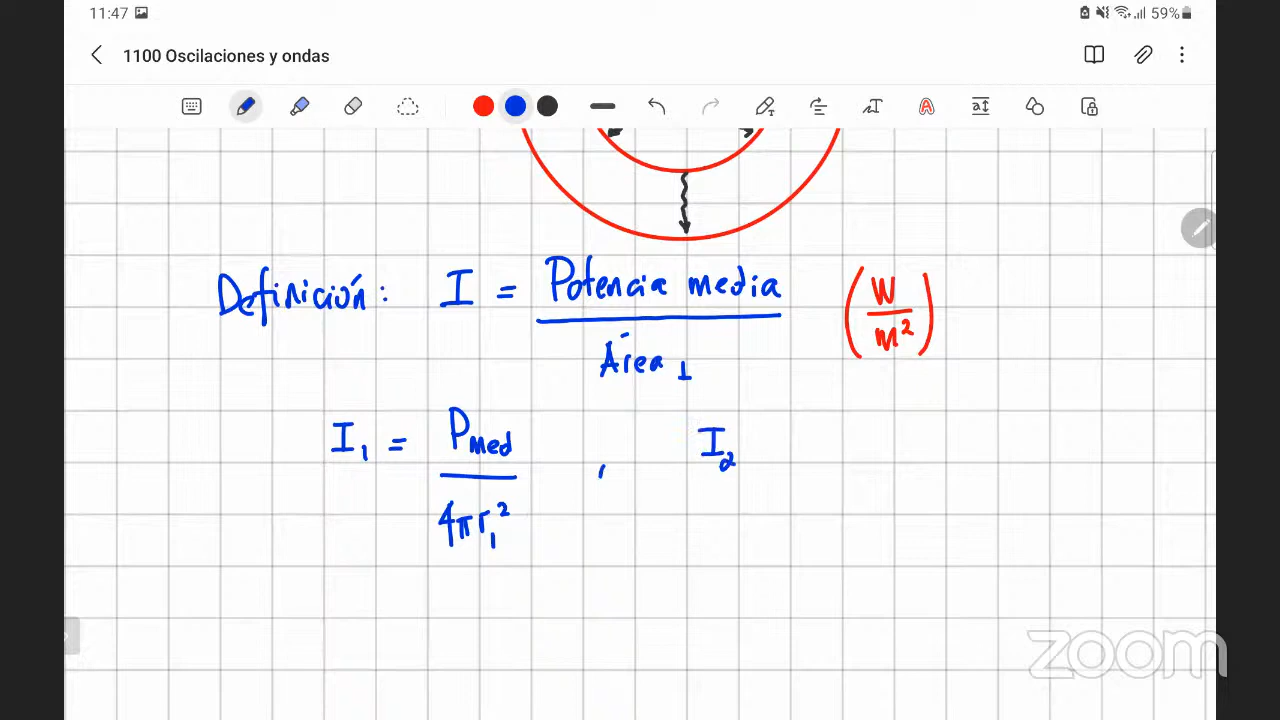 11:47 59%
1100 Oscilaciones y ondas
Definición: I = Potencia media / Área⊥ (W/m²)
I₁ = Pmed / 4πr₁² , I₂
zoom